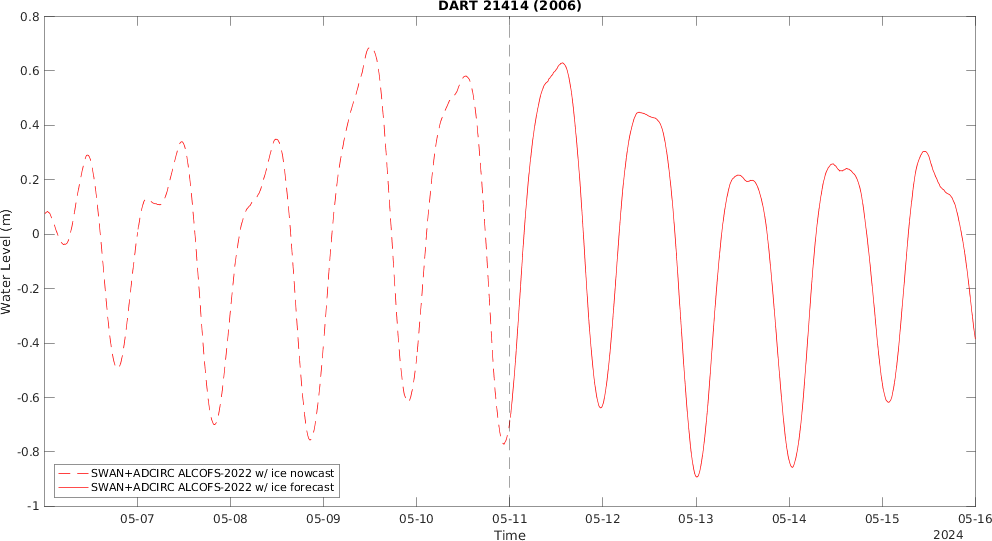 DART 21414 (2006)
0.8
0.6
0.4
0.2
0
-0.2
-0.4
-0.6
-0.8
-1
Water Level (m)
SWAN+ADCIRC ALCOFS-2022 w/ ice nowcast
SWAN+ADCIRC ALCOFS-2022 w/ ice forecast
05-07 05-08 05-09 05-10 05-11 05-12 05-13 05-14 05-15 05-16
Time
2024